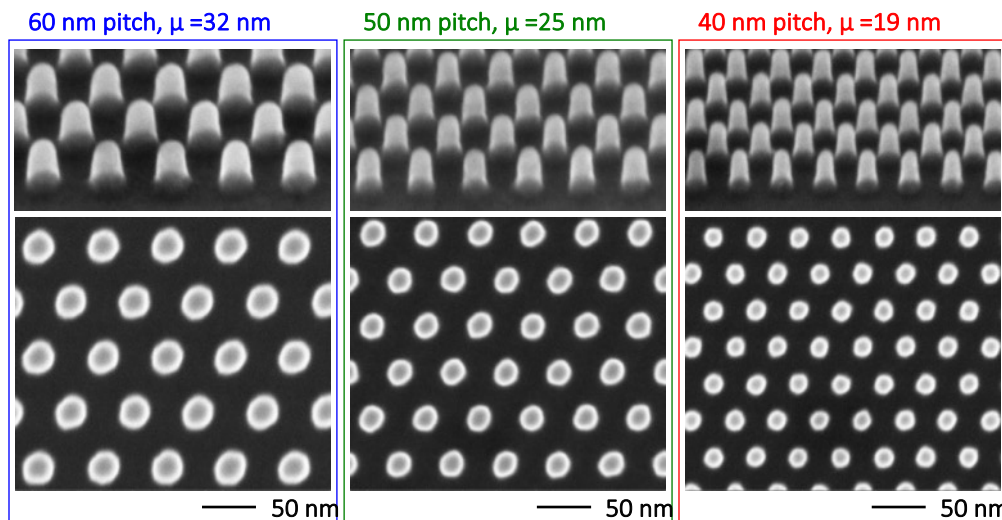 60 nm pitch, μ =32 nm
50 nm pitch, μ =25 nm
40 nm pitch, μ =19 nm
50 nm
50 nm
50 nm